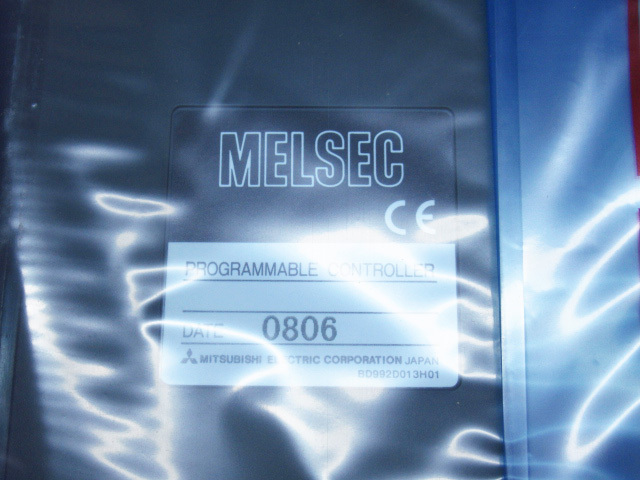 MELSEC
CE
PROGRAMMABLE CONTROLLER
DATE 0806
MITSUBISHI ELECTRIC CORPORATION JAPAN
BD992D013H01